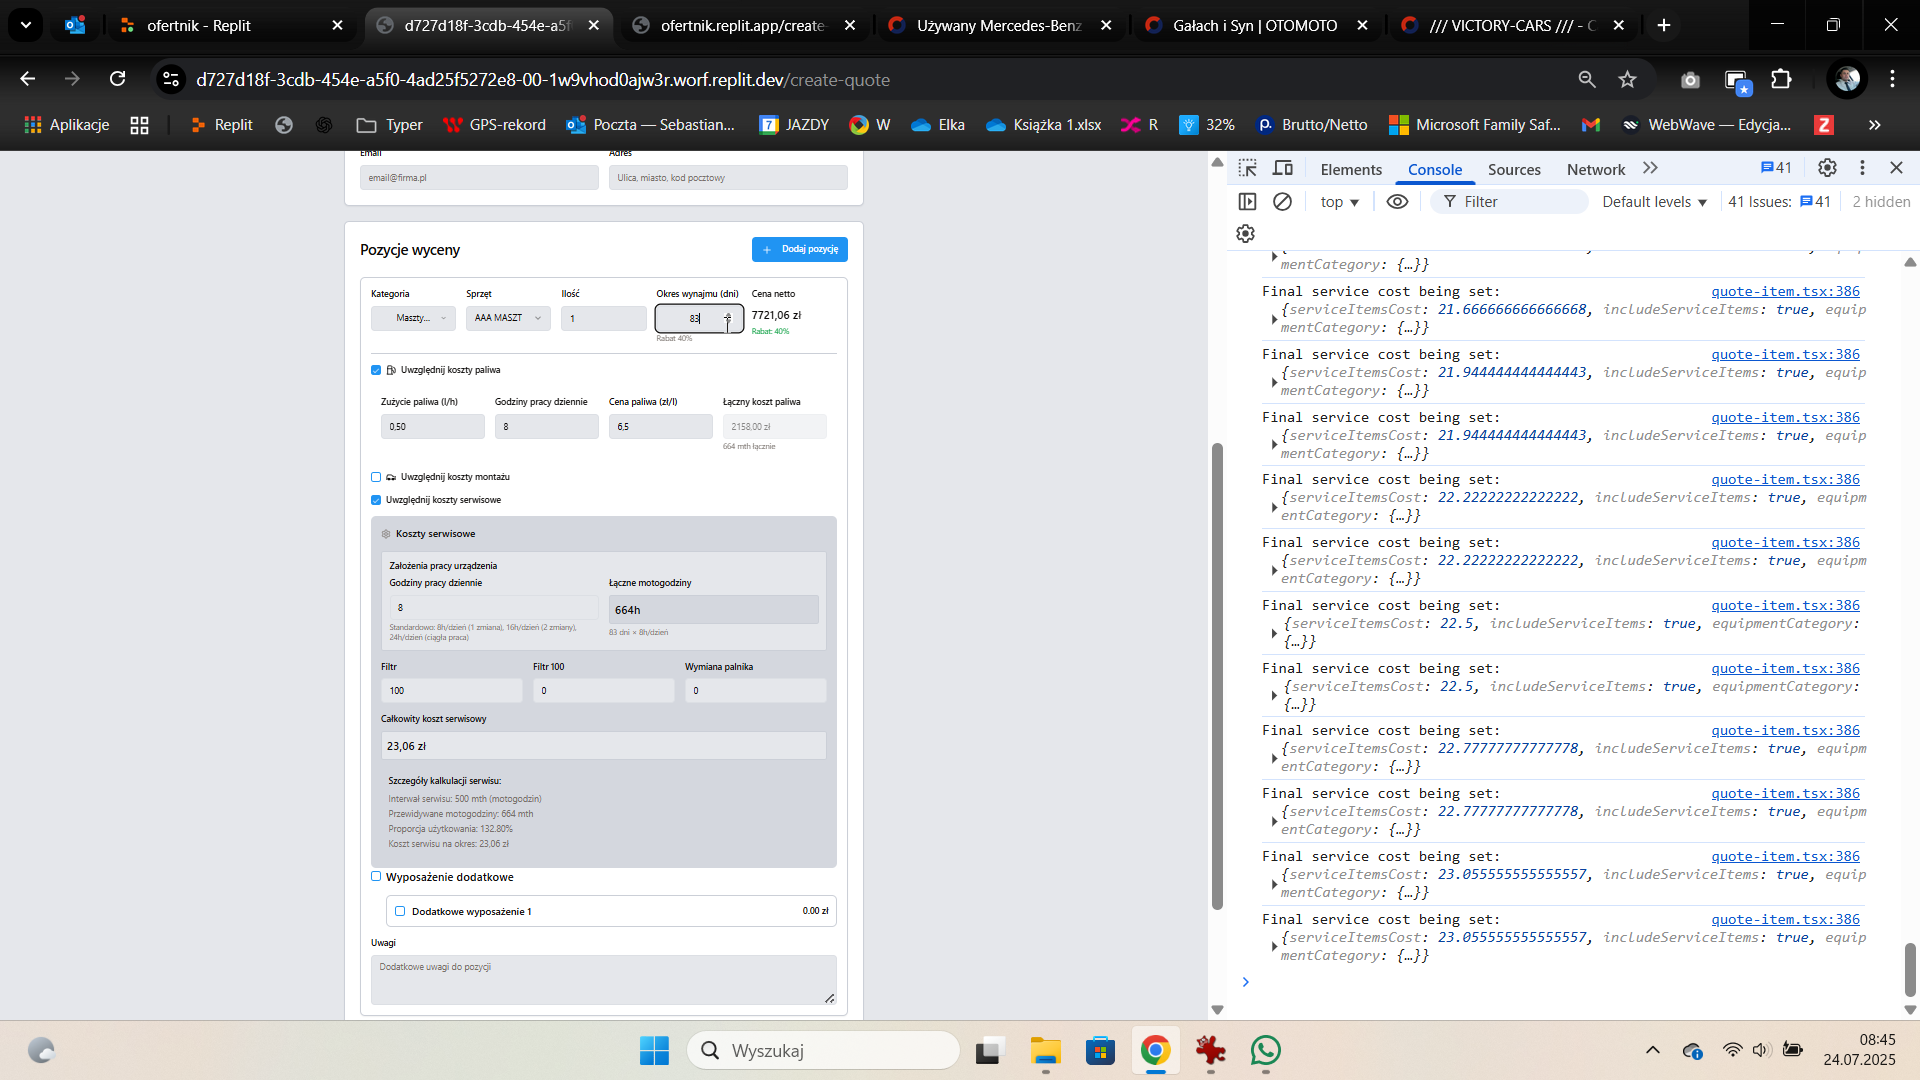 ofertnik - Replit
d727d18f-3cdb-454e-a5f
ofertnik.replit.app/create-
Używany Mercedes-Benz
Gałach i Syn | OTOMOTO
/// VICTORY-CARS /// - C
d727d18f-3cdb-454e-a5f0-4ad25f5272e8-00-1w9vhod0ajw3r.worf.replit.dev/create-quote
Aplikacje
Replit
Typer
GPS-rekord
Poczta — Sebastian...
JAZDY
W
Elka
Książka 1.xlsx
R
32%
Brutto/Netto
Microsoft Family Saf...
WebWave — Edycja...
Email
Adres
email@firma.pl
Ulica, miasto, kod pocztowy
Pozycje wyceny
+ Dodaj pozycję
Kategoria
Sprzęt
Ilość
Okres wynajmu (dni)
Cena netto
Maszty...
AAA MASZT
1
83
7721,06 zł
Rabat 40%
Rabat: 40%
Uwzględnij koszty paliwa
Zużycie paliwa (l/h)
Godziny pracy dziennie
Cena paliwa (zł/l)
Łączny koszt paliwa
0,50
8
6,5
2158,00 zł
664 mth łącznie
Uwzględnij koszty montażu
Uwzględnij koszty serwisowe
Koszty serwisowe
Założenia pracy urządzenia
Godziny pracy dziennie
Łączne motogodziny
8
664h
Standardowo: 8h/dzień (1 zmiana), 16h/dzień (2 zmiany),
24h/dzień (ciągła praca)
83 dni × 8h/dzień
Filtr
Filtr 100
Wymiana palnika
100
0
0
Całkowity koszt serwisowy
23,06 zł
Szczegóły kalkulacji serwisu:
Interwał serwisu: 500 mth (motogodzin)
Przewidywane motogodziny: 664 mth
Proporcja użytkowania: 132.80%
Koszt serwisu na okres: 23,06 zł
Wyposażenie dodatkowe
Dodatkowe wyposażenie 1
0.00 zł
Uwagi
Dodatkowe uwagi do pozycji
Elements
Console
Sources
Network
41
top
Filter
Default levels
41 Issues: 41
2 hidden
mentCategory: {…}}
Final service cost being set: quote-item.tsx:386
{serviceItemsCost: 21.666666666666668, includeServiceItems: true, equip
mentCategory: {…}}
Final service cost being set: quote-item.tsx:386
{serviceItemsCost: 21.944444444444443, includeServiceItems: true, equip
mentCategory: {…}}
Final service cost being set: quote-item.tsx:386
{serviceItemsCost: 21.944444444444443, includeServiceItems: true, equip
mentCategory: {…}}
Final service cost being set: quote-item.tsx:386
{serviceItemsCost: 22.22222222222222, includeServiceItems: true, equipm
entCategory: {…}}
Final service cost being set: quote-item.tsx:386
{serviceItemsCost: 22.22222222222222, includeServiceItems: true, equipm
entCategory: {…}}
Final service cost being set: quote-item.tsx:386
{serviceItemsCost: 22.5, includeServiceItems: true, equipmentCategory:
{…}}
Final service cost being set: quote-item.tsx:386
{serviceItemsCost: 22.5, includeServiceItems: true, equipmentCategory:
{…}}
Final service cost being set: quote-item.tsx:386
{serviceItemsCost: 22.77777777777778, includeServiceItems: true, equipm
entCategory: {…}}
Final service cost being set: quote-item.tsx:386
{serviceItemsCost: 22.77777777777778, includeServiceItems: true, equipm
entCategory: {…}}
Final service cost being set: quote-item.tsx:386
{serviceItemsCost: 23.055555555555557, includeServiceItems: true, equip
mentCategory: {…}}
Final service cost being set: quote-item.tsx:386
{serviceItemsCost: 23.055555555555557, includeServiceItems: true, equip
mentCategory: {…}}
Wyszukaj
08:45
24.07.2025